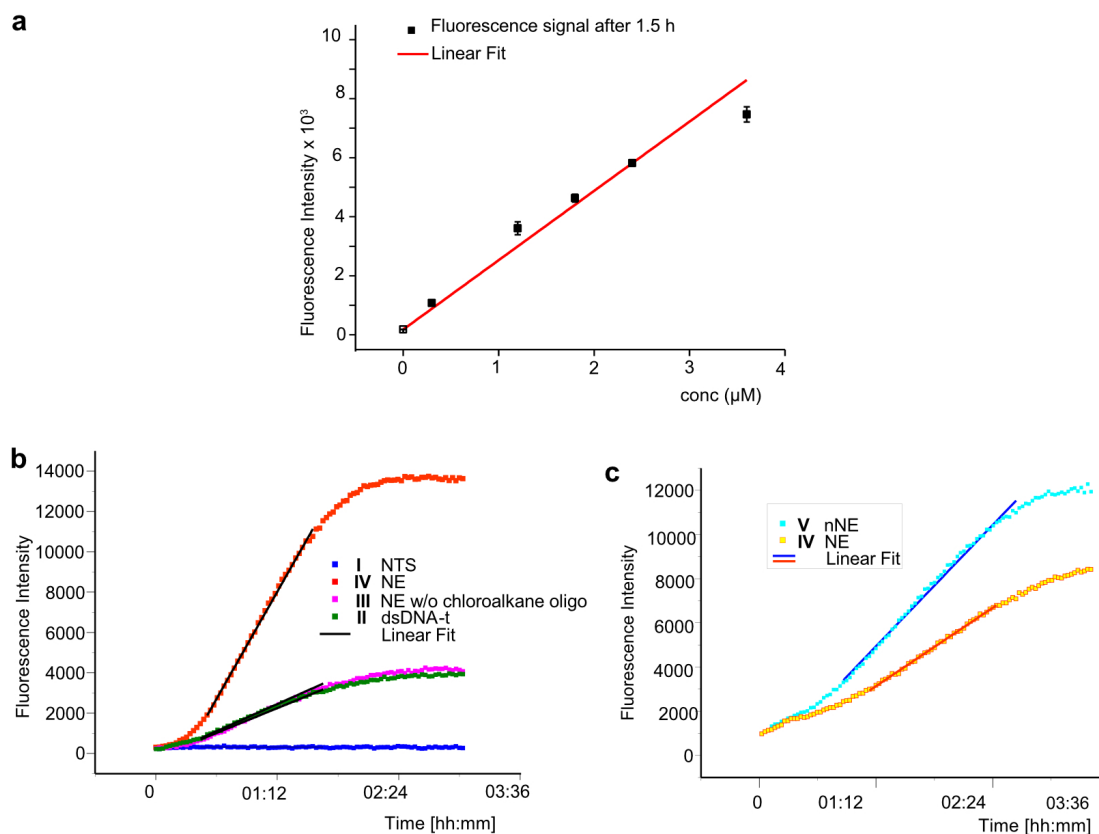 a
Fluorescence signal after 1.5 h
Linear Fit
Fluorescence Intensity x 10³
10
8
6
4
2
0
0 1 2 3 4
conc (µM)
b
Fluorescence Intensity
14000
12000
10000
8000
6000
4000
2000
0
I NTS
IV NE
III NE w/o chloroalkane oligo
II dsDNA-t
Linear Fit
0 01:12 02:24 03:36
Time [hh:mm]
c
Fluorescence Intensity
12000
10000
8000
6000
4000
2000
0
V nNE
IV NE
Linear Fit
0 01:12 02:24 03:36
Time [hh:mm]